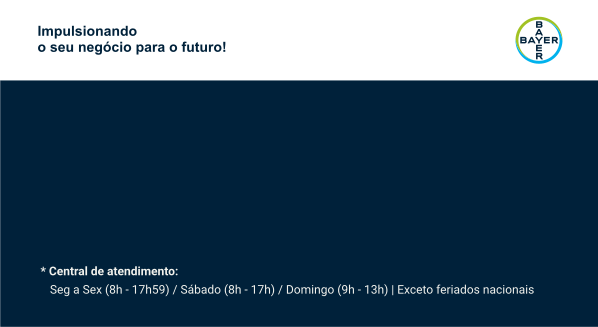 Impulsionando
o seu negócio para o futuro!
BAYER
BAYER
* Central de atendimento:
Seg a Sex (8h - 17h59) / Sábado (8h - 17h) / Domingo (9h - 13h) | Exceto feriados nacionais